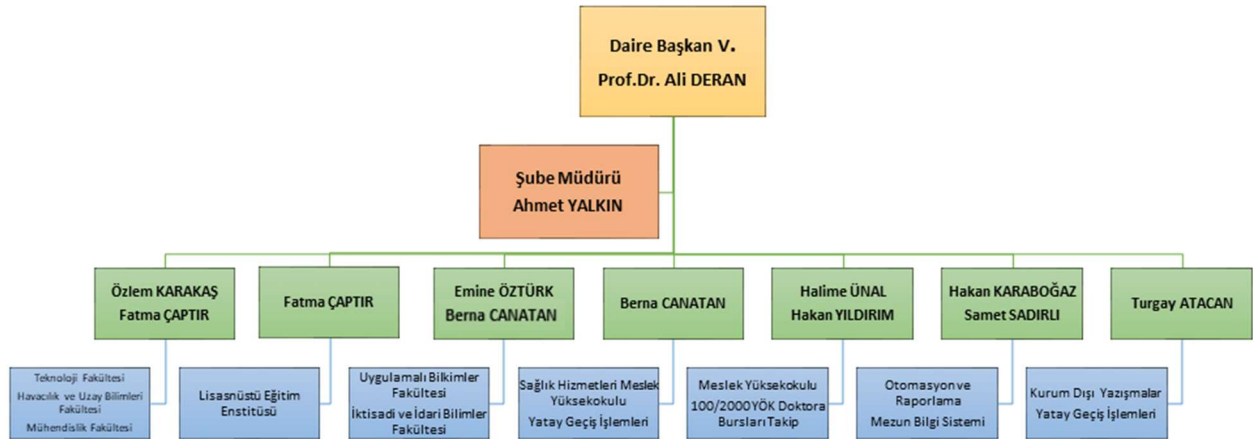 Daire Başkan V.
Prof.Dr. Ali DERAN
Şube Müdürü
Ahmet YALKIN
Özlem KARAKAŞ
Fatma ÇAPTIR
Fatma ÇAPTIR
Emine ÖZTÜRK
Berna CANATAN
Berna CANATAN
Halime ÜNAL
Hakan YILDIRIM
Hakan KARABOĞAZ
Samet SADIRLI
Turgay ATACAN
Teknoloji Fakültesi
Havacılık ve Uzay Bilimleri
Fakültesi
Mühendislik Fakültesi
Lisasnüstü Eğitim
Enstitüsü
Uygulamalı Bilkimler
Fakültesi
İktisadi ve İdari Bilimler
Fakültesi
Sağlık Hizmetleri Meslek
Yüksekokulu
Yatay Geçiş İşlemleri
Meslek Yüksekokulu
100/2000 YÖK Doktora
Bursları Takip
Otomasyon ve
Raporlama
Mezun Bilgi Sistemi
Kurum Dışı Yazışmalar
Yatay Geçiş İşlemleri